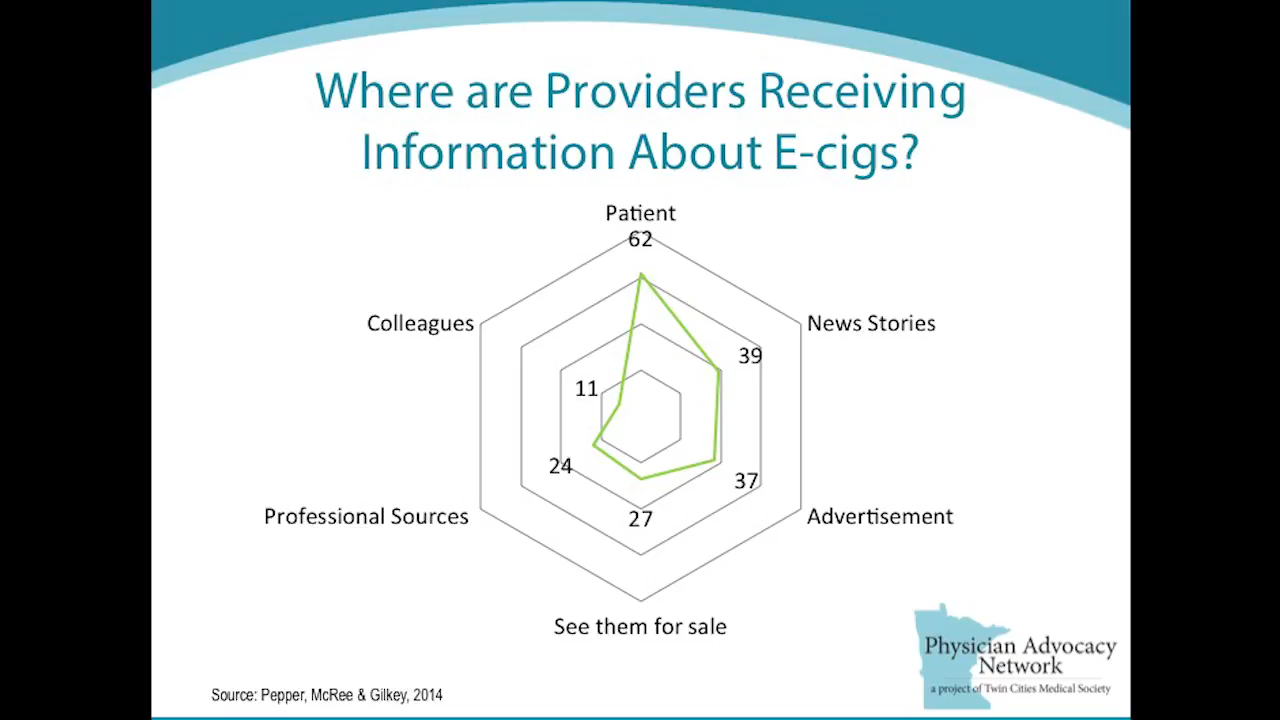 Where are Providers Receiving
Information About E-cigs?
Patient
62
Colleagues
News Stories
39
11
24
37
Professional Sources
27
Advertisement
See them for sale
Physician Advocacy
Network
a project of Twin Cities Medical Society
Source: Pepper, McRee & Gilkey, 2014